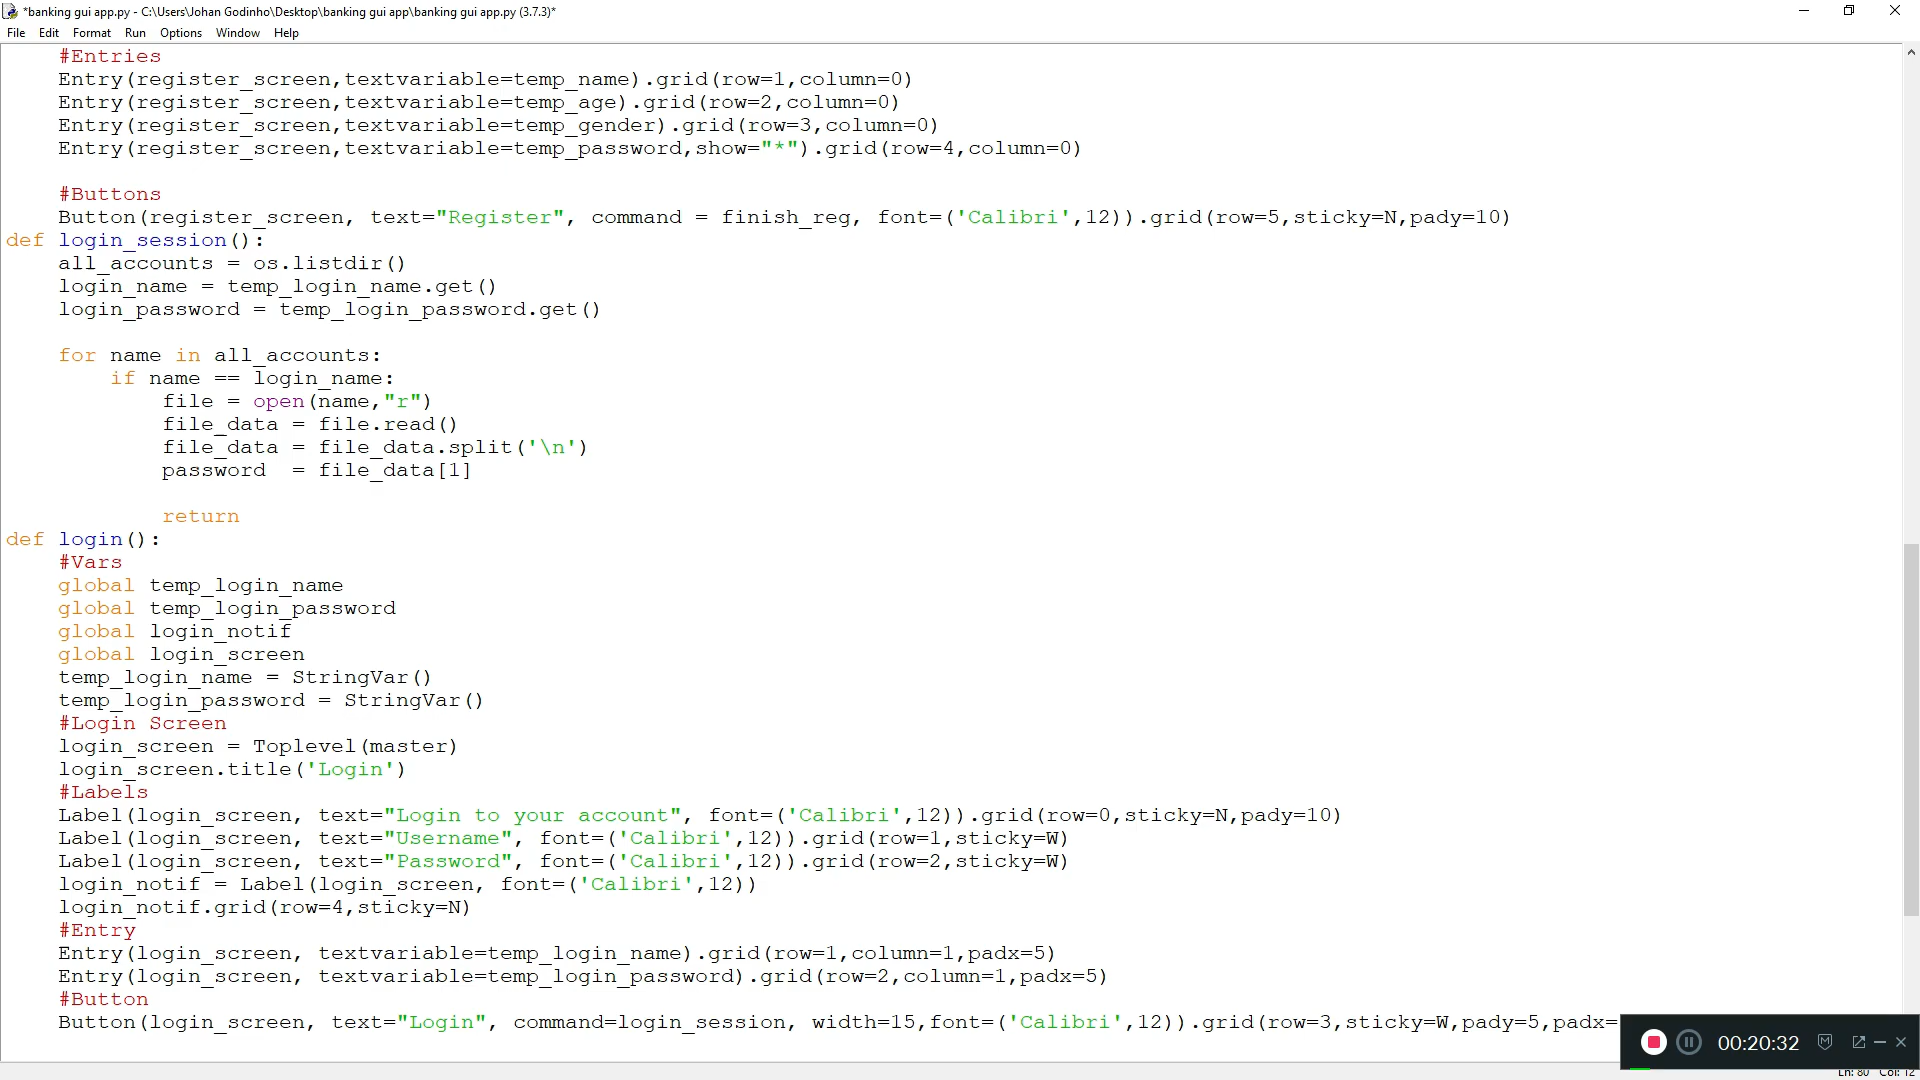 *banking gui app.py - C:\Users\Johan Godinho\Desktop\banking gui app\banking gui app.py (3.7.3)*
File Edit Format Run Options Window Help
    #Entries
    Entry(register_screen,textvariable=temp_name).grid(row=1,column=0)
    Entry(register_screen,textvariable=temp_age).grid(row=2,column=0)
    Entry(register_screen,textvariable=temp_gender).grid(row=3,column=0)
    Entry(register_screen,textvariable=temp_password,show="*").grid(row=4,column=0)
    #Buttons
    Button(register_screen, text="Register", command = finish_reg, font=('Calibri',12)).grid(row=5,sticky=N,pady=10)
def login_session():
    all_accounts = os.listdir()
    login_name = temp_login_name.get()
    login_password = temp_login_password.get()
    for name in all_accounts:
        if name == login_name:
            file = open(name,"r")
            file_data = file.read()
            file_data = file_data.split('\n')
            password  = file_data[1]
            return
def login():
    #Vars
    global temp_login_name
    global temp_login_password
    global login_notif
    global login_screen
    temp_login_name = StringVar()
    temp_login_password = StringVar()
    #Login Screen
    login_screen = Toplevel(master)
    login_screen.title('Login')
    #Labels
    Label(login_screen, text="Login to your account", font=('Calibri',12)).grid(row=0,sticky=N,pady=10)
    Label(login_screen, text="Username", font=('Calibri',12)).grid(row=1,sticky=W)
    Label(login_screen, text="Password", font=('Calibri',12)).grid(row=2,sticky=W)
    login_notif = Label(login_screen, font=('Calibri',12))
    login_notif.grid(row=4,sticky=N)
    #Entry
    Entry(login_screen, textvariable=temp_login_name).grid(row=1,column=1,padx=5)
    Entry(login_screen, textvariable=temp_login_password).grid(row=2,column=1,padx=5)
    #Button
    Button(login_screen, text="Login", command=login_session, width=15,font=('Calibri',12)).grid(row=3,sticky=W,pady=5,padx=
00:20:32
Ln: 80 Col: 12